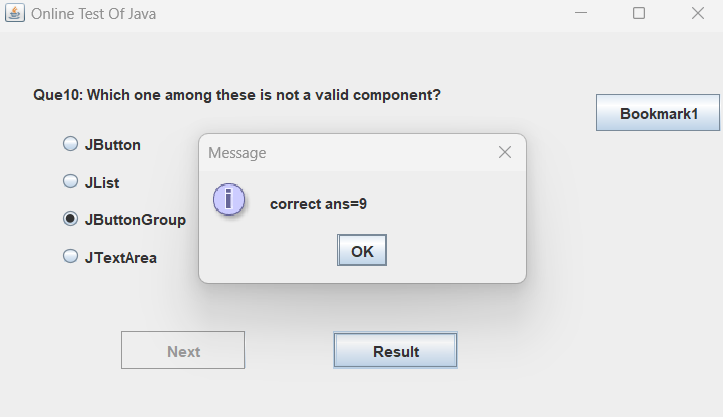 Online Test Of Java
Que10: Which one among these is not a valid component?
Bookmark1
JButton
JList
JButtonGroup
JTextArea
Message
i
correct ans=9
OK
Next
Result